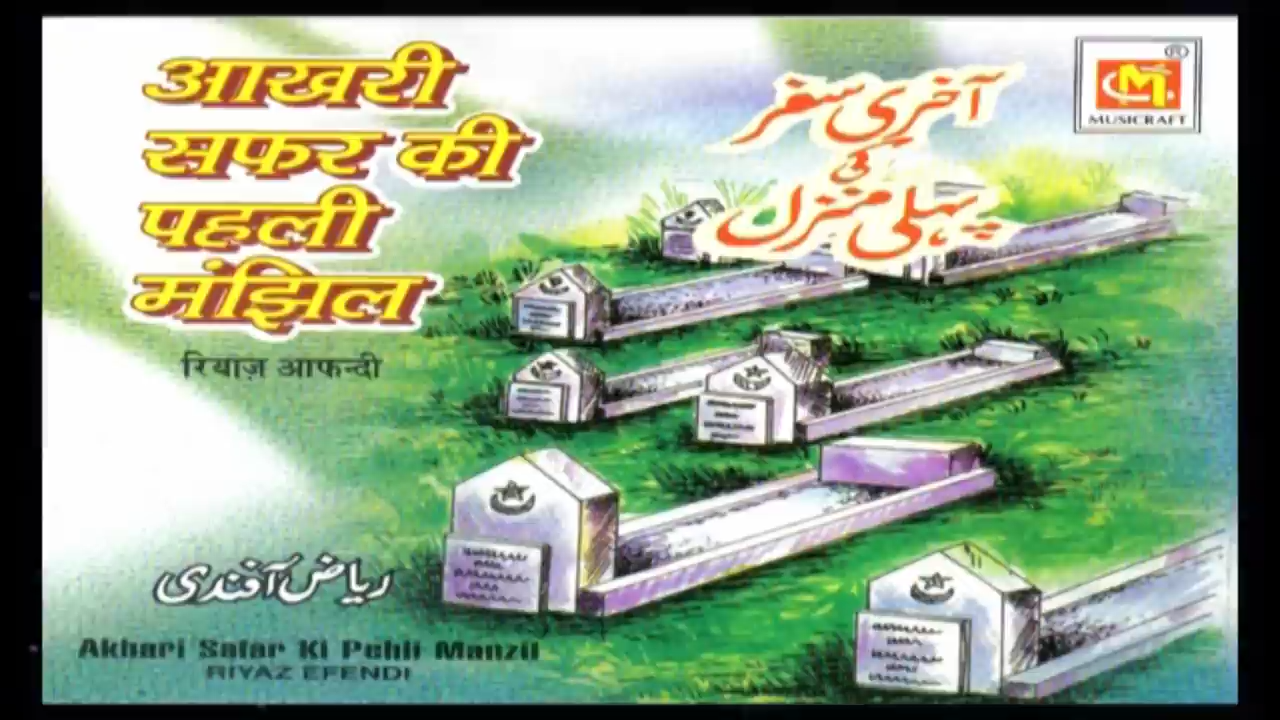 आखरी
सफर की
पहली
मंझिल
रियाज़ आफन्दी
آخری سفر
کی
پہلی منزل
®
CM
MUSICRAFT
ریاض آفندی
Akhari Safar Ki Pehli Manzil
RIYAZ EFENDI